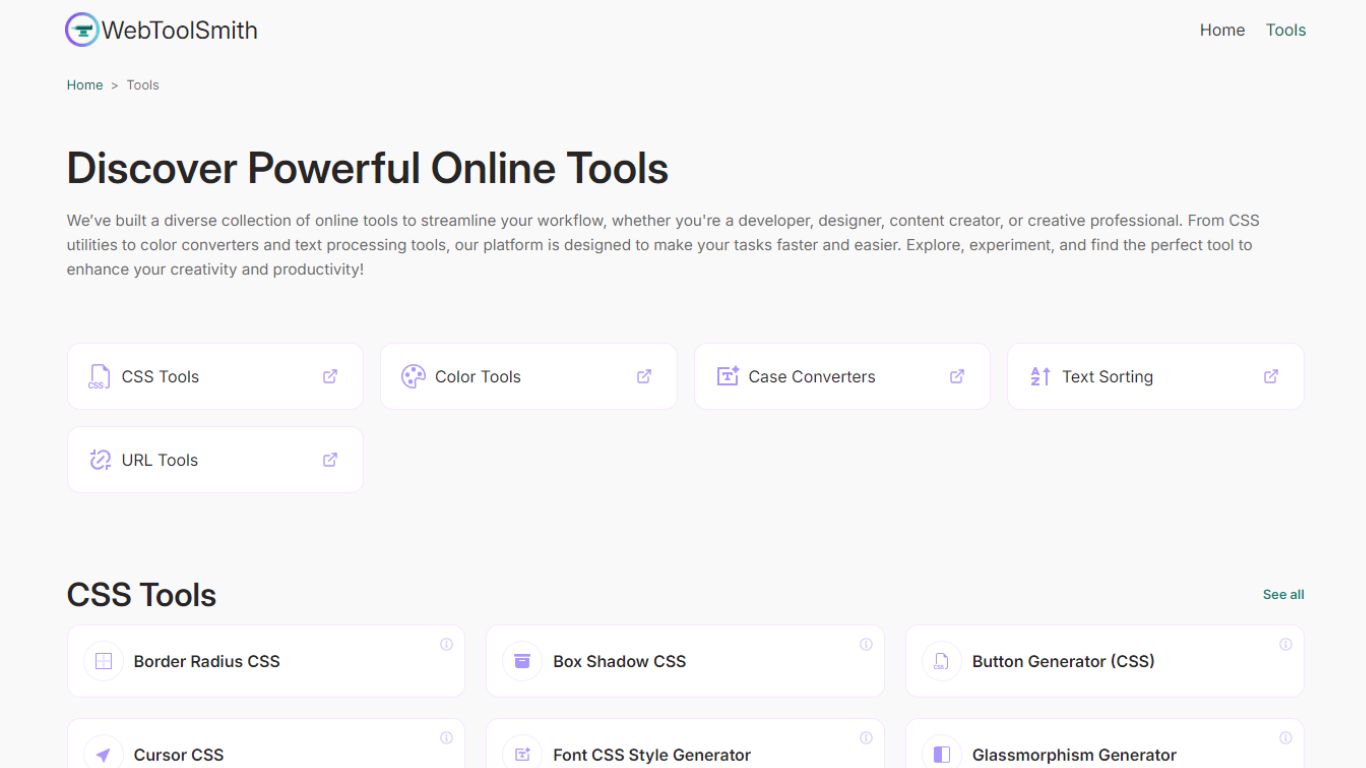 WebToolSmith
Home Tools
Home > Tools
Discover Powerful Online Tools
We've built a diverse collection of online tools to streamline your workflow, whether you're a developer, designer, content creator, or creative professional. From CSS
utilities to color converters and text processing tools, our platform is designed to make your tasks faster and easier. Explore, experiment, and find the perfect tool to
enhance your creativity and productivity!
CSS Tools Color Tools Case Converters Text Sorting
URL Tools
CSS Tools See all
Border Radius CSS Box Shadow CSS Button Generator (CSS)
Cursor CSS Font CSS Style Generator Glassmorphism Generator